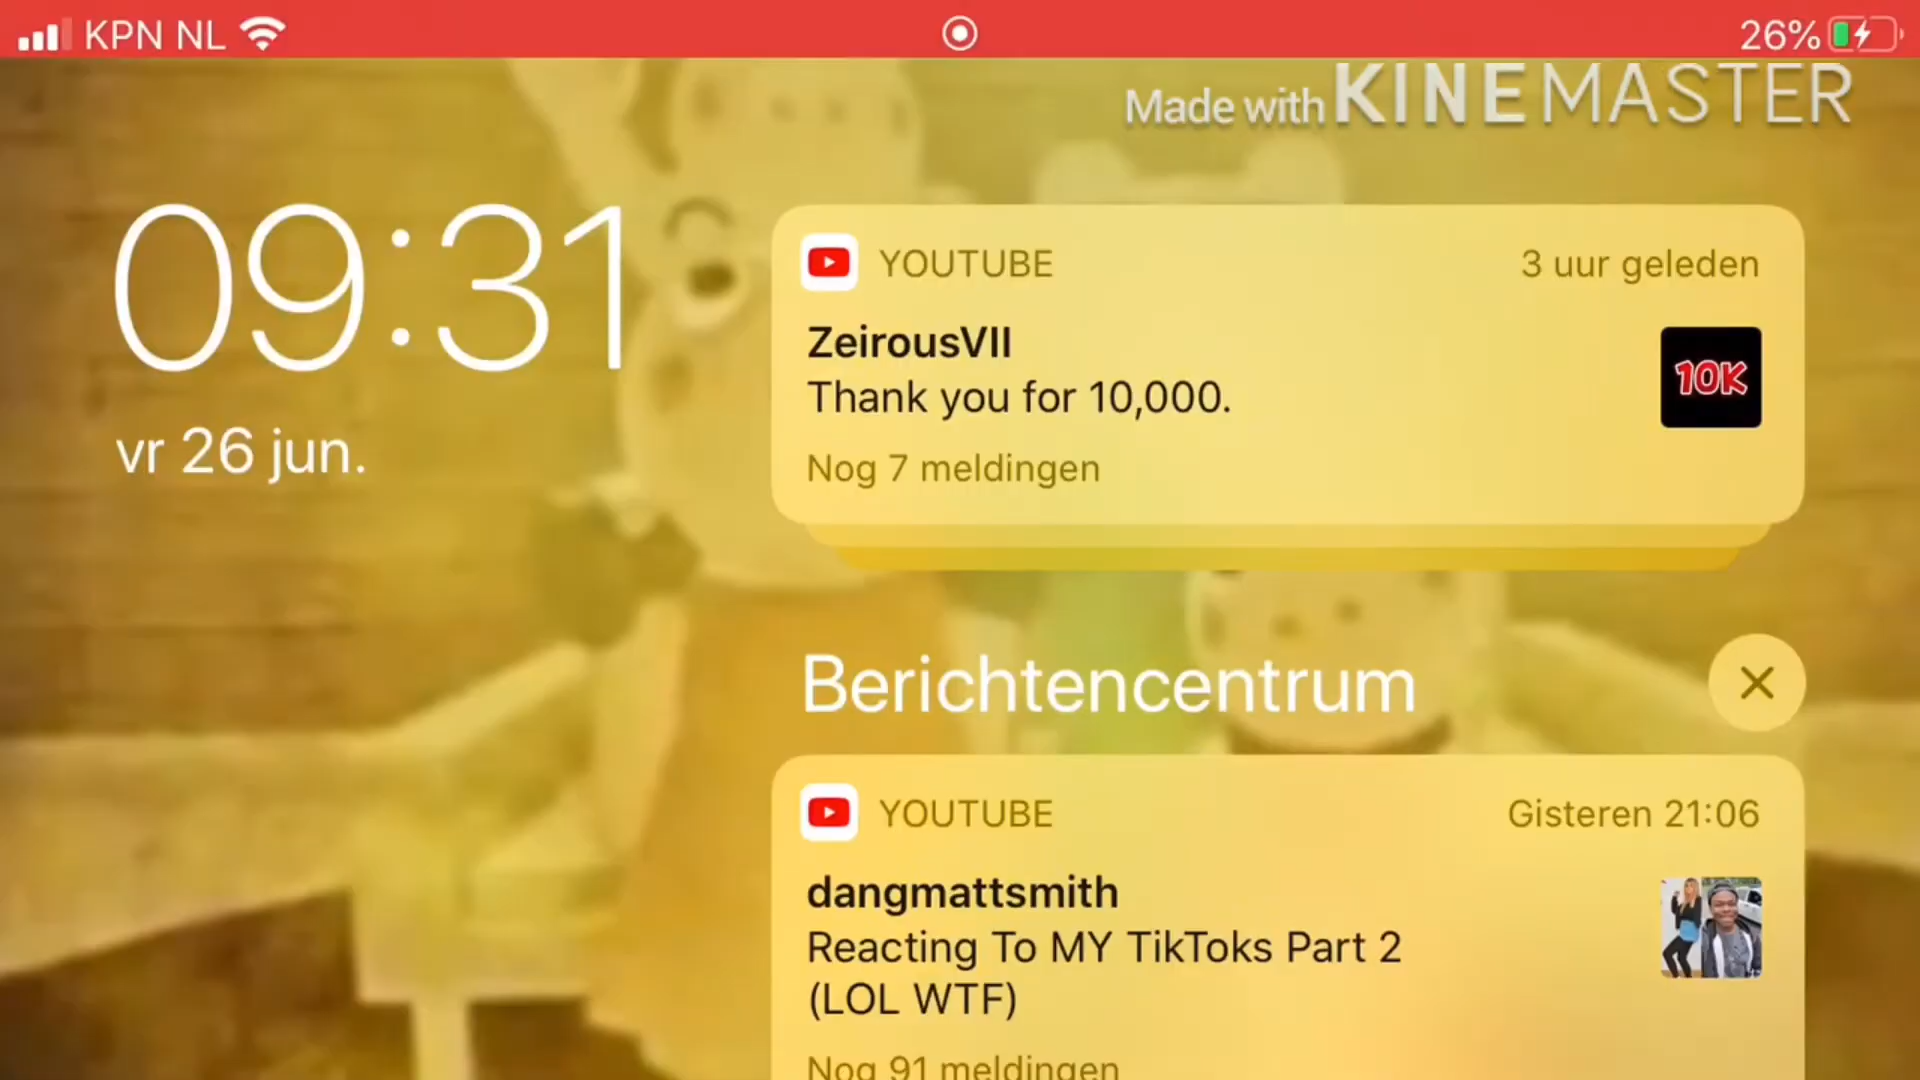 KPN NL
26%
Made with KINEMASTER
09:31
vr 26 jun.
YOUTUBE
3 uur geleden
ZeirousVII
Thank you for 10,000.
10K
Nog 7 meldingen
Berichtencentrum
YOUTUBE
Gisteren 21:06
dangmattsmith
Reacting To MY TikToks Part 2
(LOL WTF)
Nog 91 meldingen